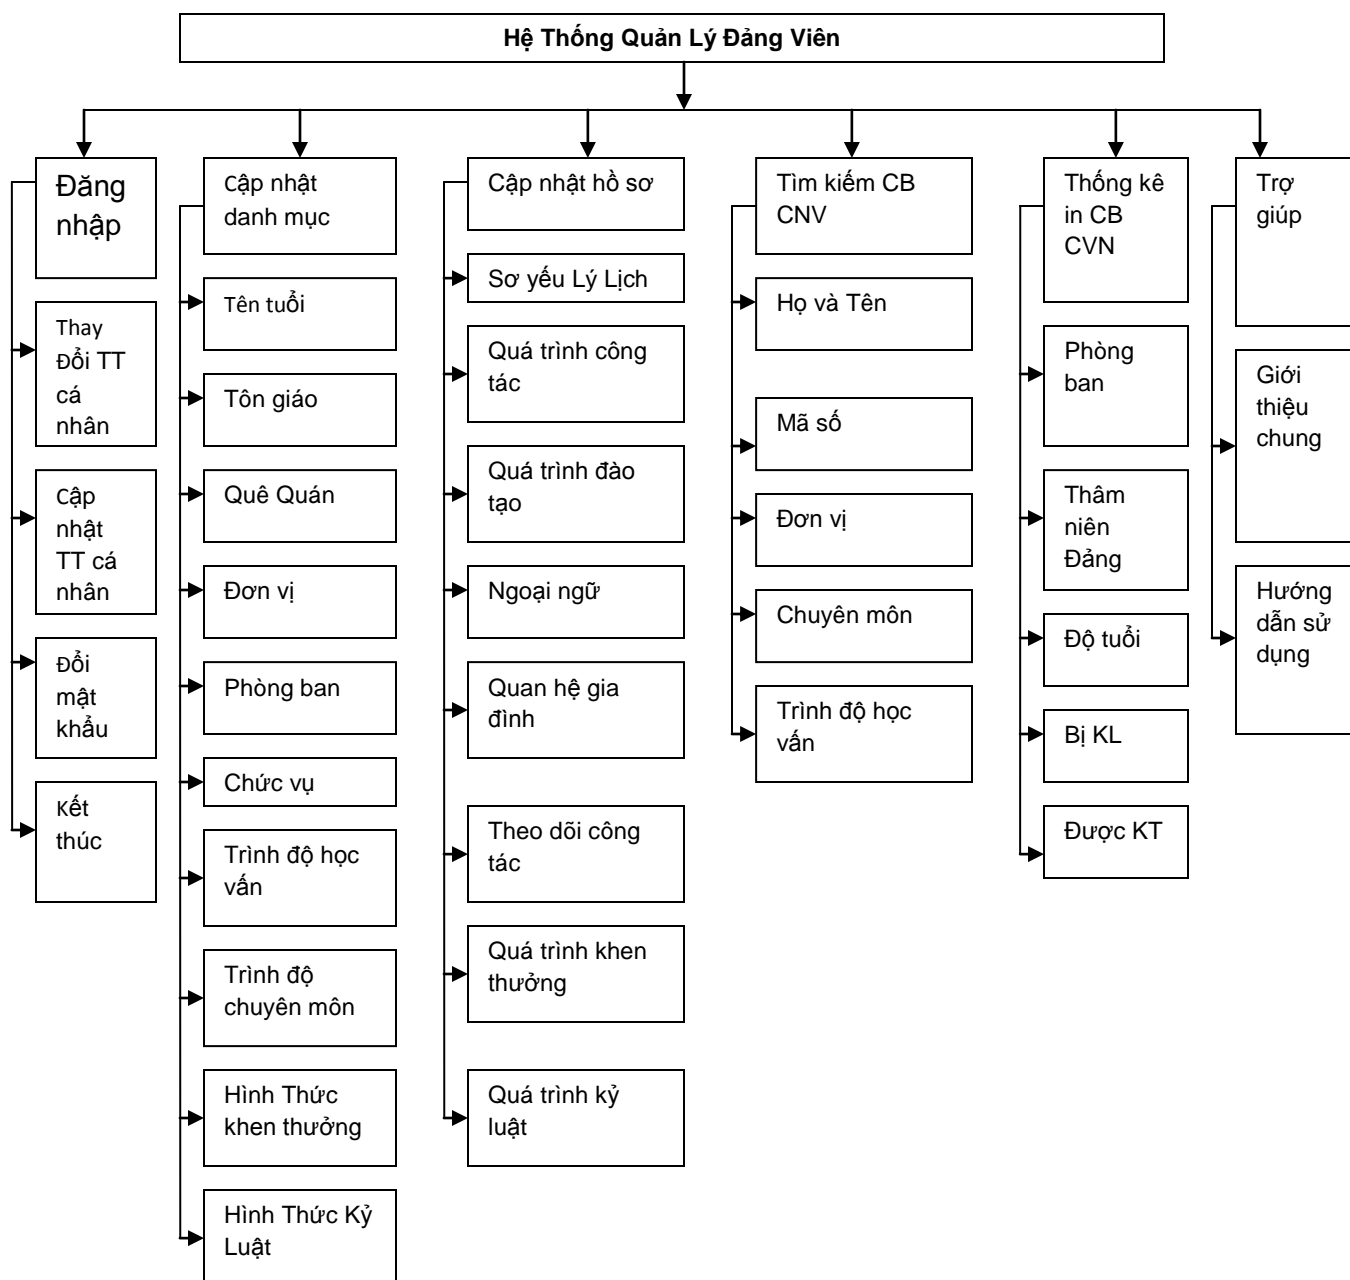 Hệ Thống Quản Lý Đảng Viên
Đăng
nhập
Thay
Đổi TT
cá
nhân
Cập
nhật
TT cá
nhân
Đổi
mật
khẩu
Kết
thúc
Cập nhật
danh mục
Tên tuổi
Tôn giáo
Quê Quán
Đơn vị
Phòng ban
Chức vụ
Trình độ học
vấn
Trình độ
chuyên môn
Hình Thức
khen thưởng
Hình Thức Kỷ
Luật
Cập nhật hồ sơ
Sơ yếu Lý Lịch
Quá trình công
tác
Quá trình đào
tạo
Ngoại ngữ
Quan hệ gia
đình
Theo dõi công
tác
Quá trình khen
thưởng
Quá trình kỷ
luật
Tìm kiếm CB
CNV
Họ và Tên
Mã số
Đơn vị
Chuyên môn
Trình độ học
vấn
Thống kê
in CB
CVN
Phòng
ban
Thâm
niên
Đảng
Độ tuổi
Bị KL
Được KT
Trợ
giúp
Giới
thiệu
chung
Hướng
dẫn sử
dụng